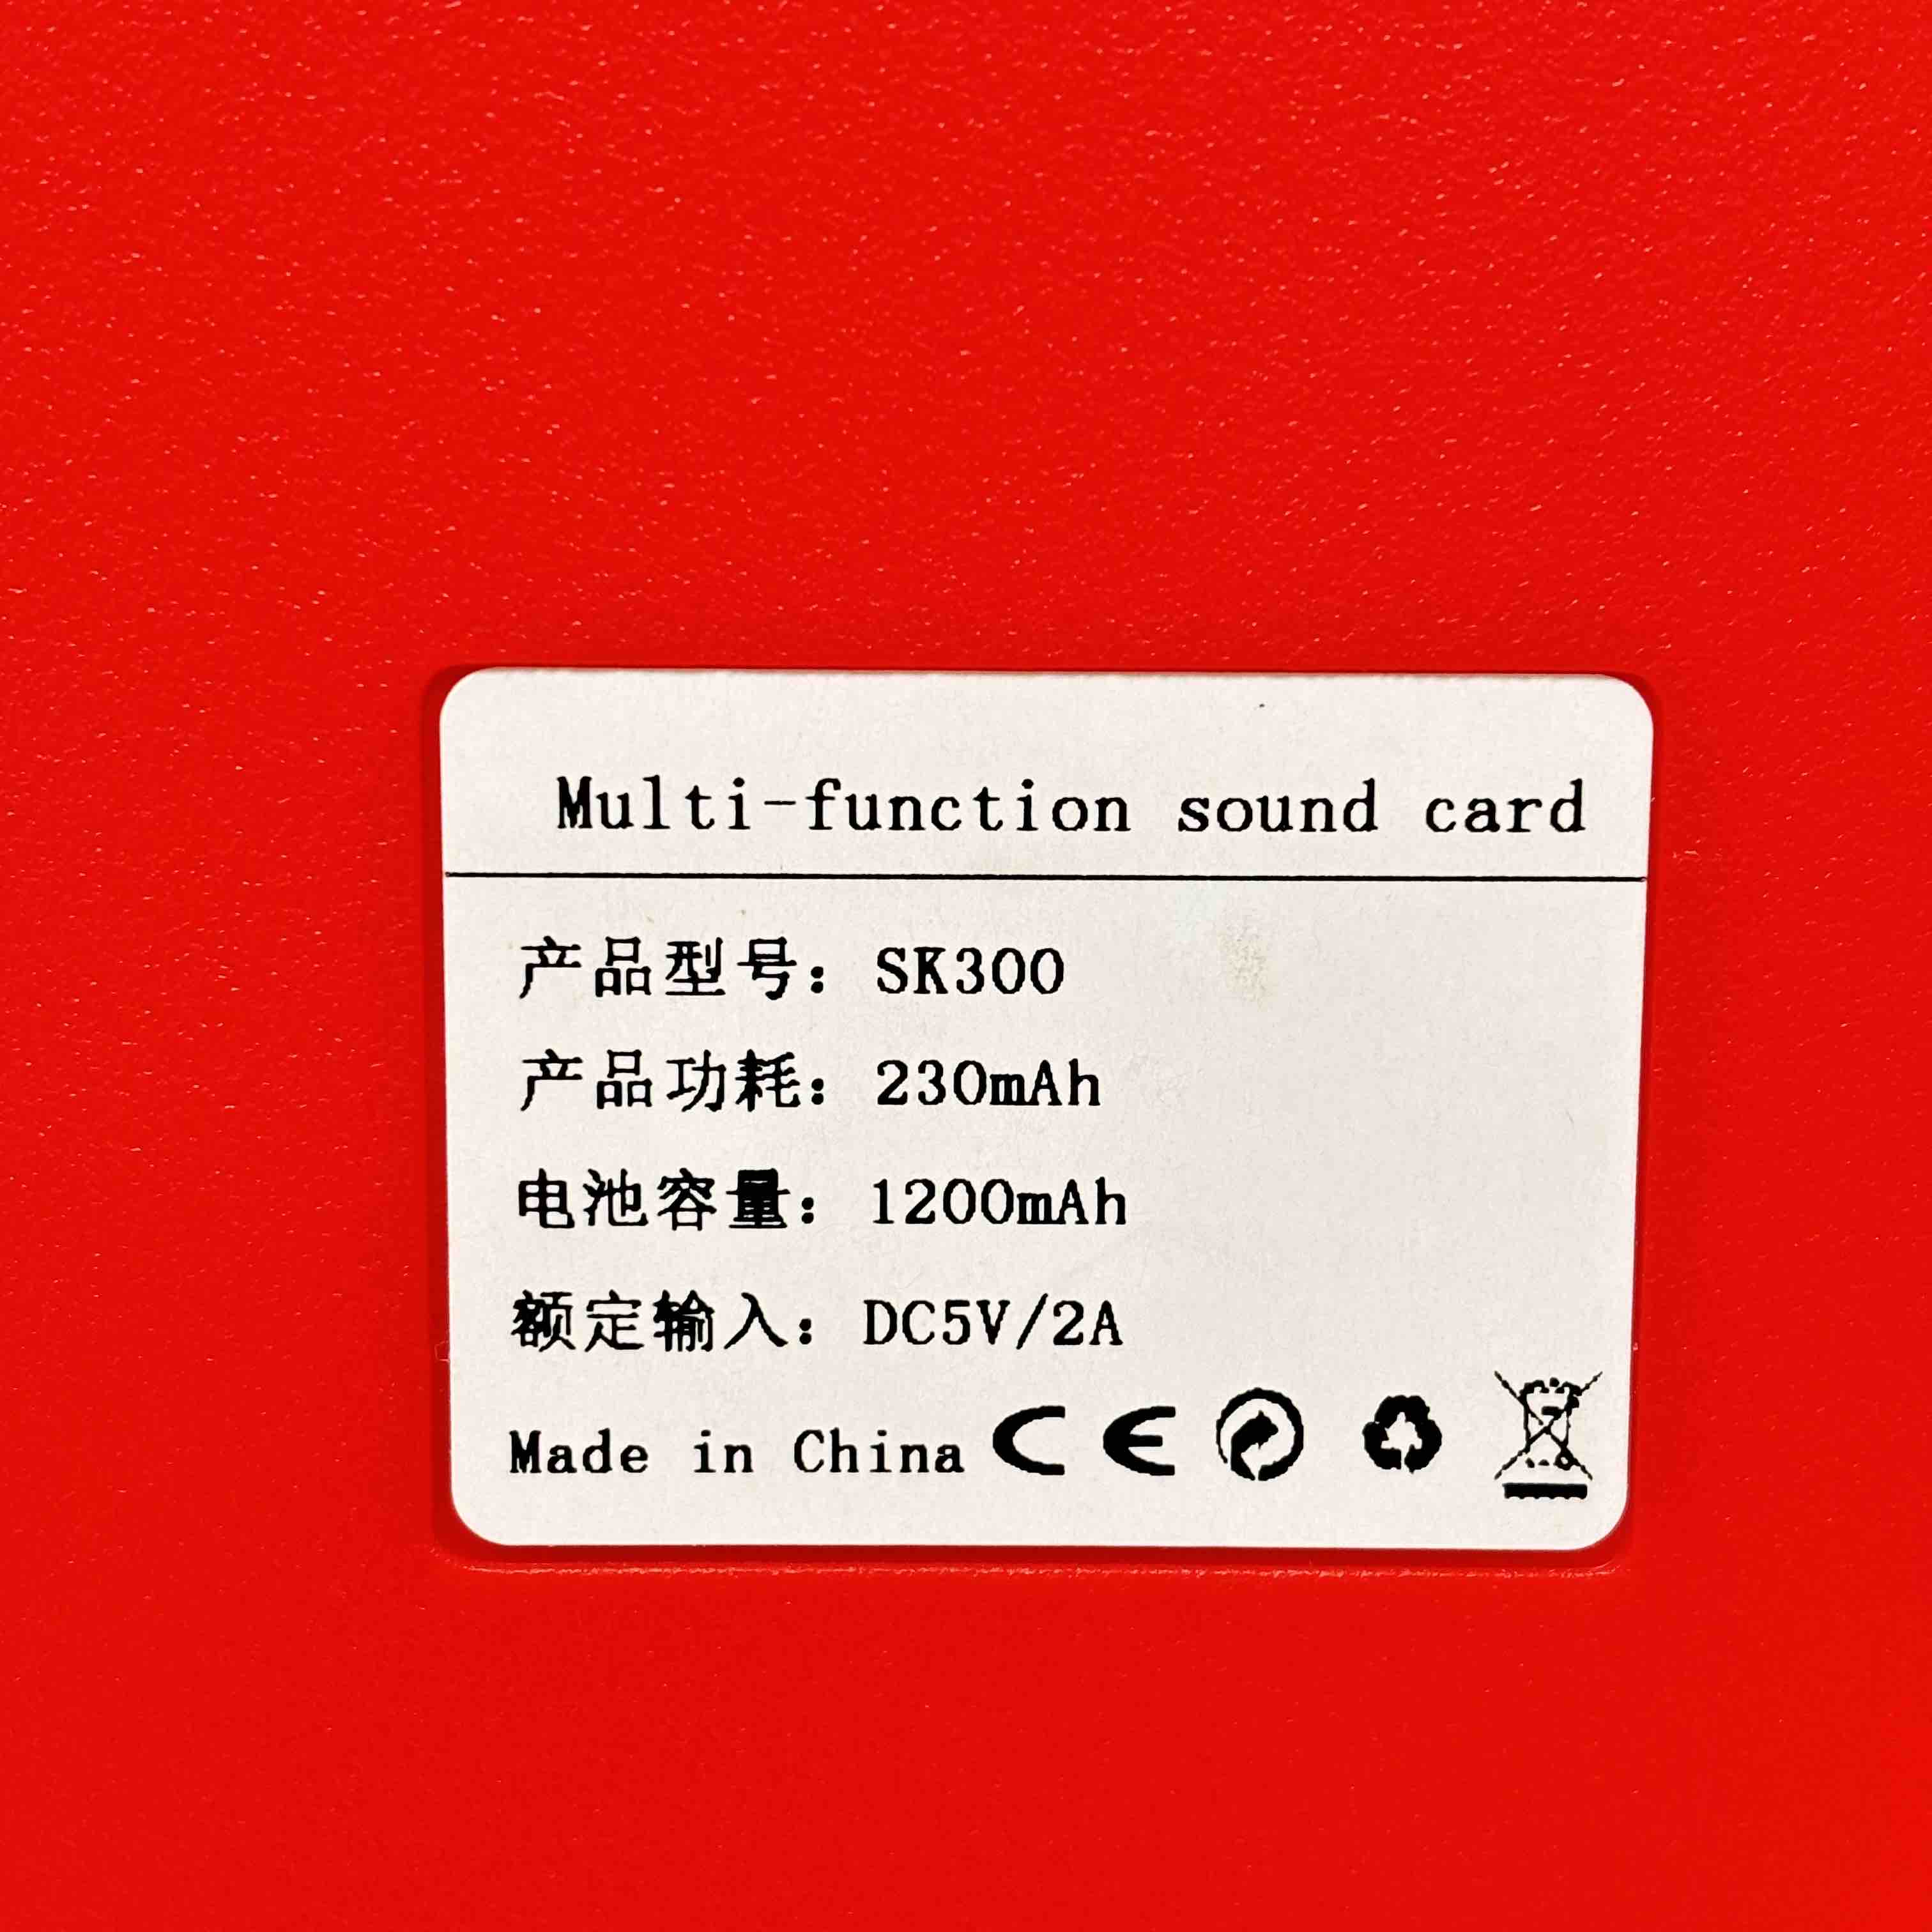 Multi-function sound card
产品型号：SK300
产品功耗：230mAh
电池容量：1200mAh
额定输入：DC5V/2A
Made in China CE